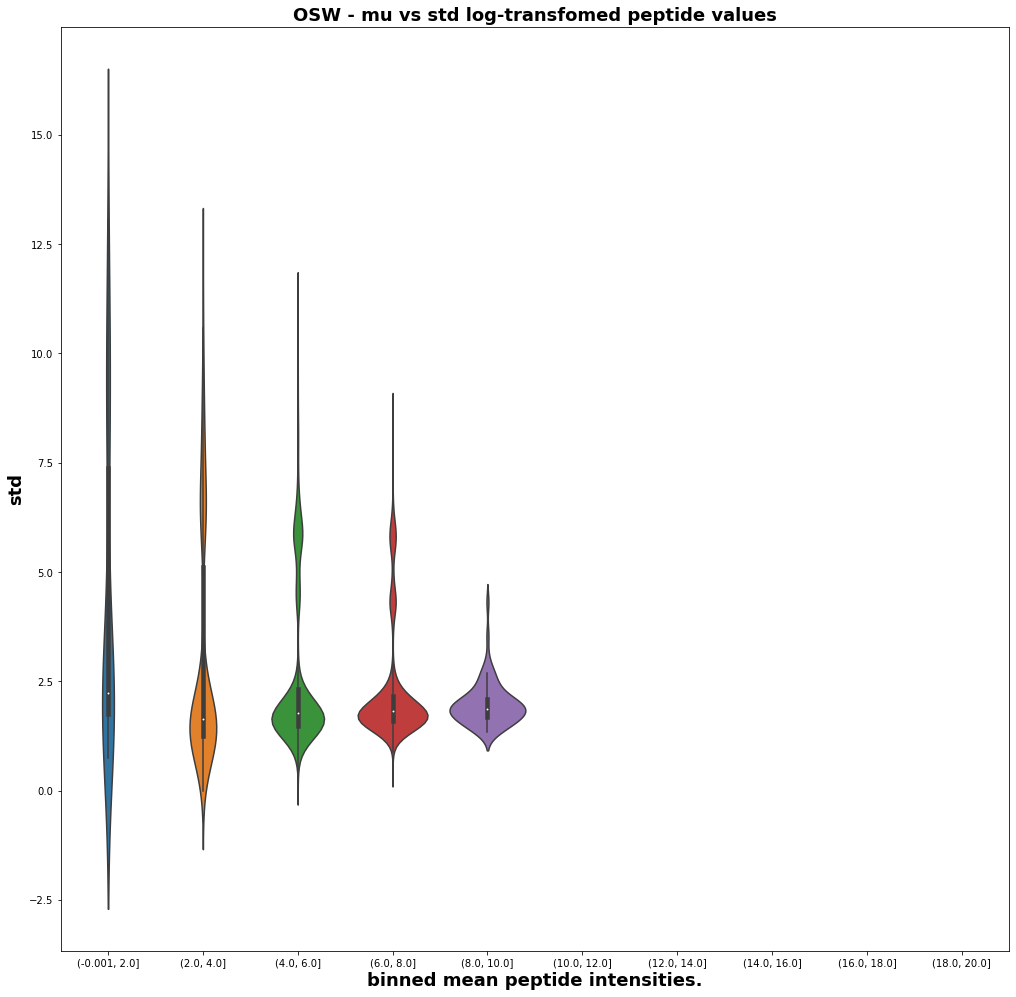 OSW - mu vs std log-transfomed peptide values
15.0
12.5
10.0
7.5
5.0
2.5
0.0
−2.5
std
(-0.001, 2.0] (2.0, 4.0] (4.0, 6.0] (6.0, 8.0] (8.0, 10.0] (10.0, 12.0] (12.0, 14.0] (14.0, 16.0] (16.0, 18.0] (18.0, 20.0]
binned mean peptide intensities.